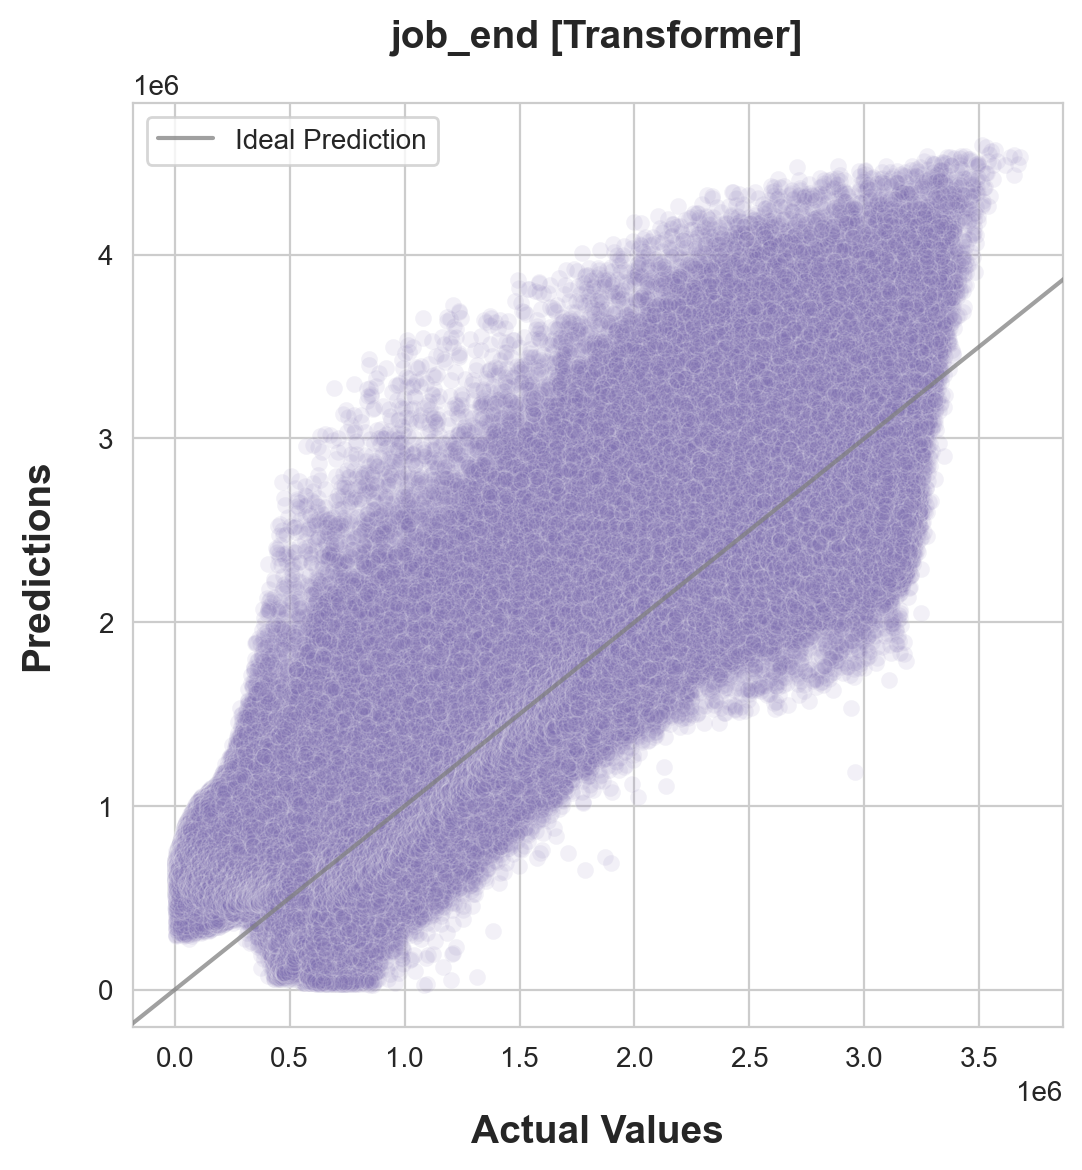 job_end [Transformer]
1e6
Ideal Prediction
4
3
2
1
0
Predictions
0.0 0.5 1.0 1.5 2.0 2.5 3.0 3.5
1e6
Actual Values